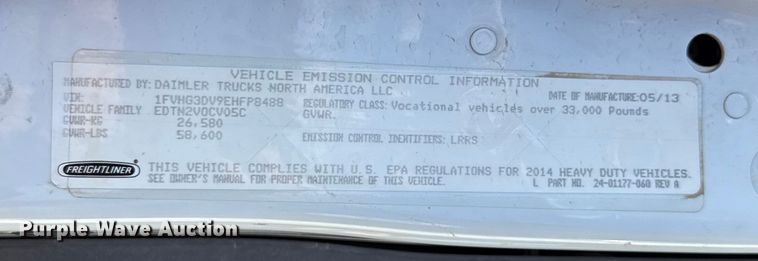 VEHICLE EMISSION CONTROL INFORMATION
MANUFACTURED BY: DAIMLER TRUCKS NORTH AMERICA LLC DATE OF MANUFACTURE: 05/13
VIN: 1FVHG3DV9EHFP8488 REGULATORY CLASS: Vocational vehicles over 33,000 Pounds
VEHICLE FAMILY EDTN2VOCV05C GVWR.
GVWR-KG 26,580
GVWR-LBS 58,600 EMISSION CONTROL IDENTIFIERS: LRRS
FREIGHTLINER THIS VEHICLE COMPLIES WITH U.S. EPA REGULATIONS FOR 2014 HEAVY DUTY VEHICLES.
SEE OWNER'S MANUAL FOR PROPER MAINTENANCE OF THIS VEHICLE. L PART NO. 24-01177-060 REV A
Purple Wave Auction